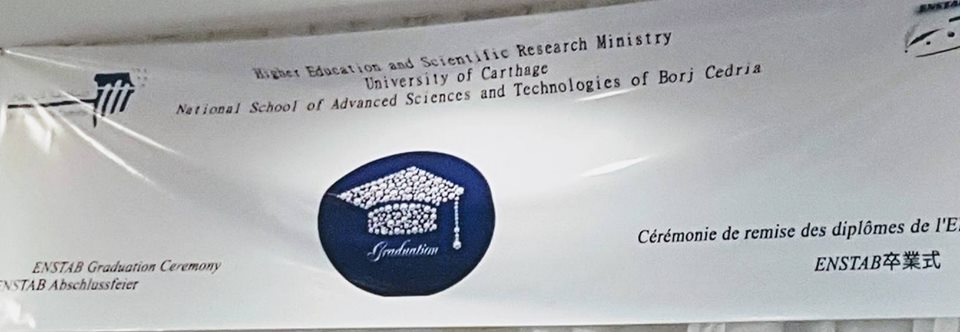 ENSTAB
Higher Education and Scientific Research Ministry
University of Carthage
National School of Advanced Sciences and Technologies of Borj Cedria
Graduation
ENSTAB Graduation Ceremony
ENSTAB Abschlussfeier
Cérémonie de remise des diplômes de l'E
ENSTAB卒業式